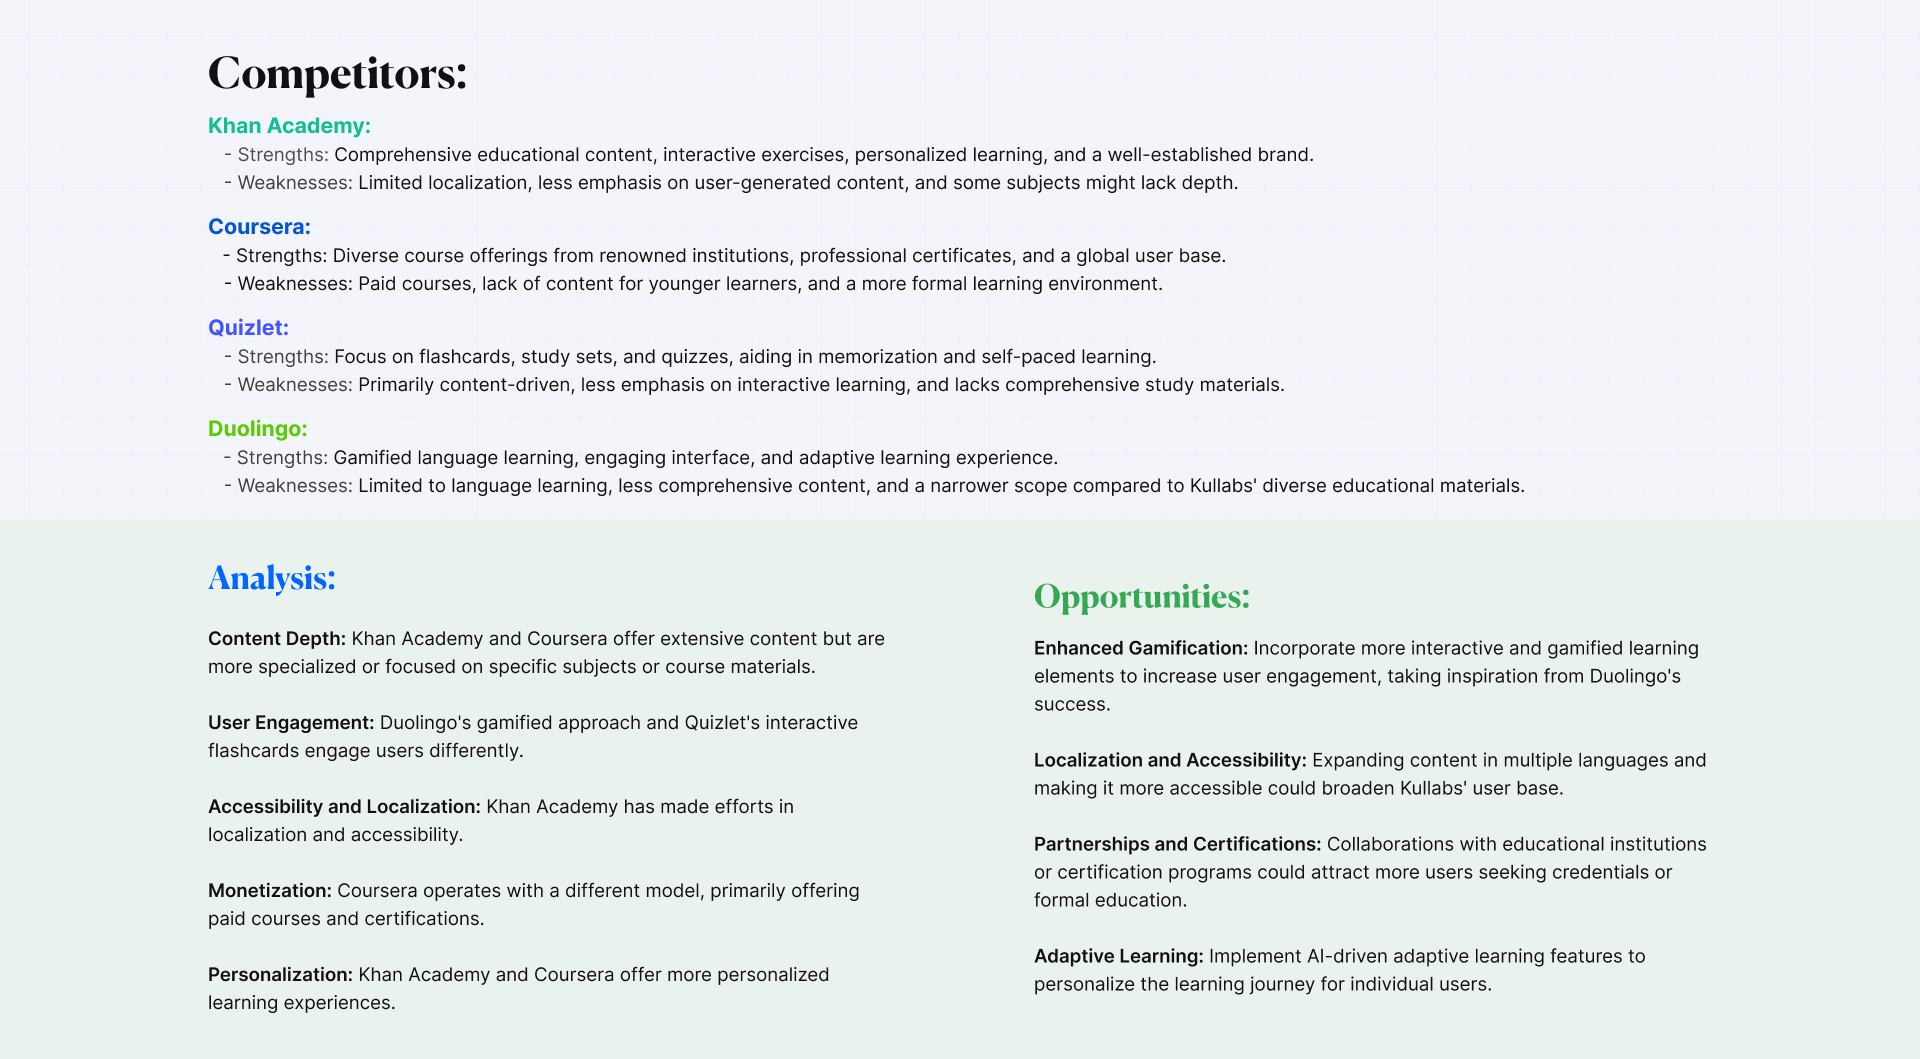 Competitors:
Khan Academy:
- Strengths: Comprehensive educational content, interactive exercises, personalized learning, and a well-established brand.
- Weaknesses: Limited localization, less emphasis on user-generated content, and some subjects might lack depth.
Coursera:
- Strengths: Diverse course offerings from renowned institutions, professional certificates, and a global user base.
- Weaknesses: Paid courses, lack of content for younger learners, and a more formal learning environment.
Quizlet:
- Strengths: Focus on flashcards, study sets, and quizzes, aiding in memorization and self-paced learning.
- Weaknesses: Primarily content-driven, less emphasis on interactive learning, and lacks comprehensive study materials.
Duolingo:
- Strengths: Gamified language learning, engaging interface, and adaptive learning experience.
- Weaknesses: Limited to language learning, less comprehensive content, and a narrower scope compared to Kullabs' diverse educational materials.
Analysis:
Content Depth: Khan Academy and Coursera offer extensive content but are
more specialized or focused on specific subjects or course materials.
User Engagement: Duolingo's gamified approach and Quizlet's interactive
flashcards engage users differently.
Accessibility and Localization: Khan Academy has made efforts in
localization and accessibility.
Monetization: Coursera operates with a different model, primarily offering
paid courses and certifications.
Personalization: Khan Academy and Coursera offer more personalized
learning experiences.
Opportunities:
Enhanced Gamification: Incorporate more interactive and gamified learning
elements to increase user engagement, taking inspiration from Duolingo's
success.
Localization and Accessibility: Expanding content in multiple languages and
making it more accessible could broaden Kullabs' user base.
Partnerships and Certifications: Collaborations with educational institutions
or certification programs could attract more users seeking credentials or
formal education.
Adaptive Learning: Implement AI-driven adaptive learning features to
personalize the learning journey for individual users.